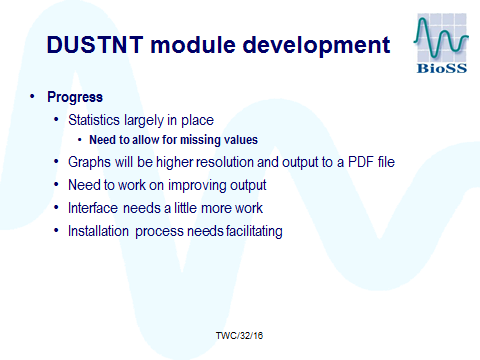 DUSTNT module development
BioSS
• Progress
• Statistics largely in place
• Need to allow for missing values
• Graphs will be higher resolution and output to a PDF file
• Need to work on improving output
• Interface needs a little more work
• Installation process needs facilitating
TWC/32/16